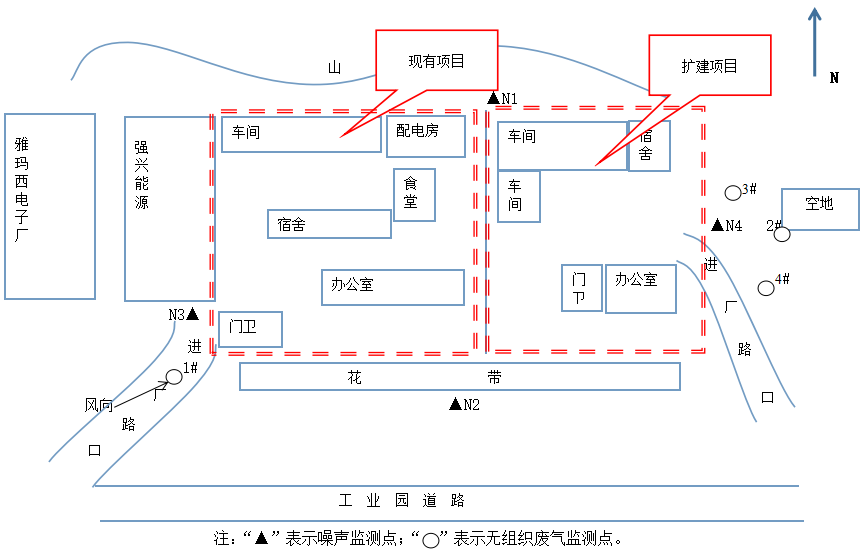 山
现有项目
扩建项目
N
▲N1
雅玛西电子厂
强兴能源
车间
配电房
车间
宿舍
食堂
车间
宿舍
3#
空地
2#
▲N4
办公室
门卫
办公室
4#
N3▲
门卫
进厂路口
进厂路口
1#
风向
花 带
▲N2
工 业 园 道 路
注：“▲”表示噪声监测点；“○”表示无组织废气监测点。